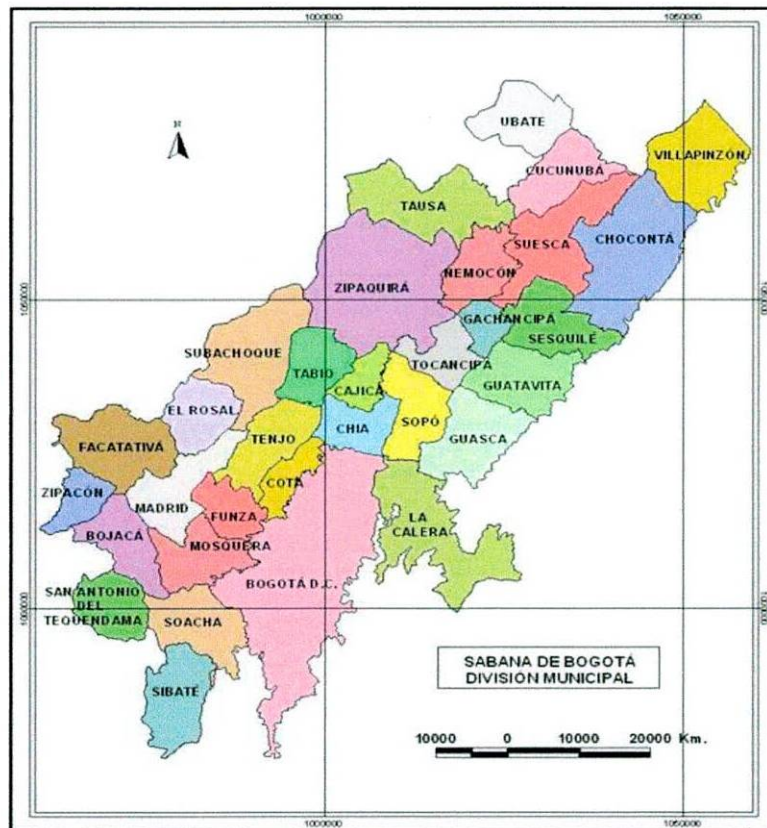 1000000
1050000
N
UBATE
VILLAPINZÓN
CUCUNUBÁ
TAUSA
CHOCONTÁ
SUESCA
NEMOCÓN
ZIPAQUIRÁ
1050000
GACHANCIPÁ
SESQUILÉ
SUBACHOQUE
TOCANCIPÁ
TABIO
CAJICÁ
GUATAVITA
EL ROSAL
SOPÓ
CHIA
TENJO
GUASCA
FACATATIVÁ
ZIPACÓN
COTA
MADRID
FUNZA
LA
CALERA
BOJACÁ
MOSQUERA
BOGOTÁ D.C.
SAN ANTONIO
DEL
TEQUENDAMA
SOACHA
1000000
SIBATÉ
SABANA DE BOGOTÁ
DIVISIÓN MUNICIPAL
10000 0 10000 20000 Km.
1000000
1050000